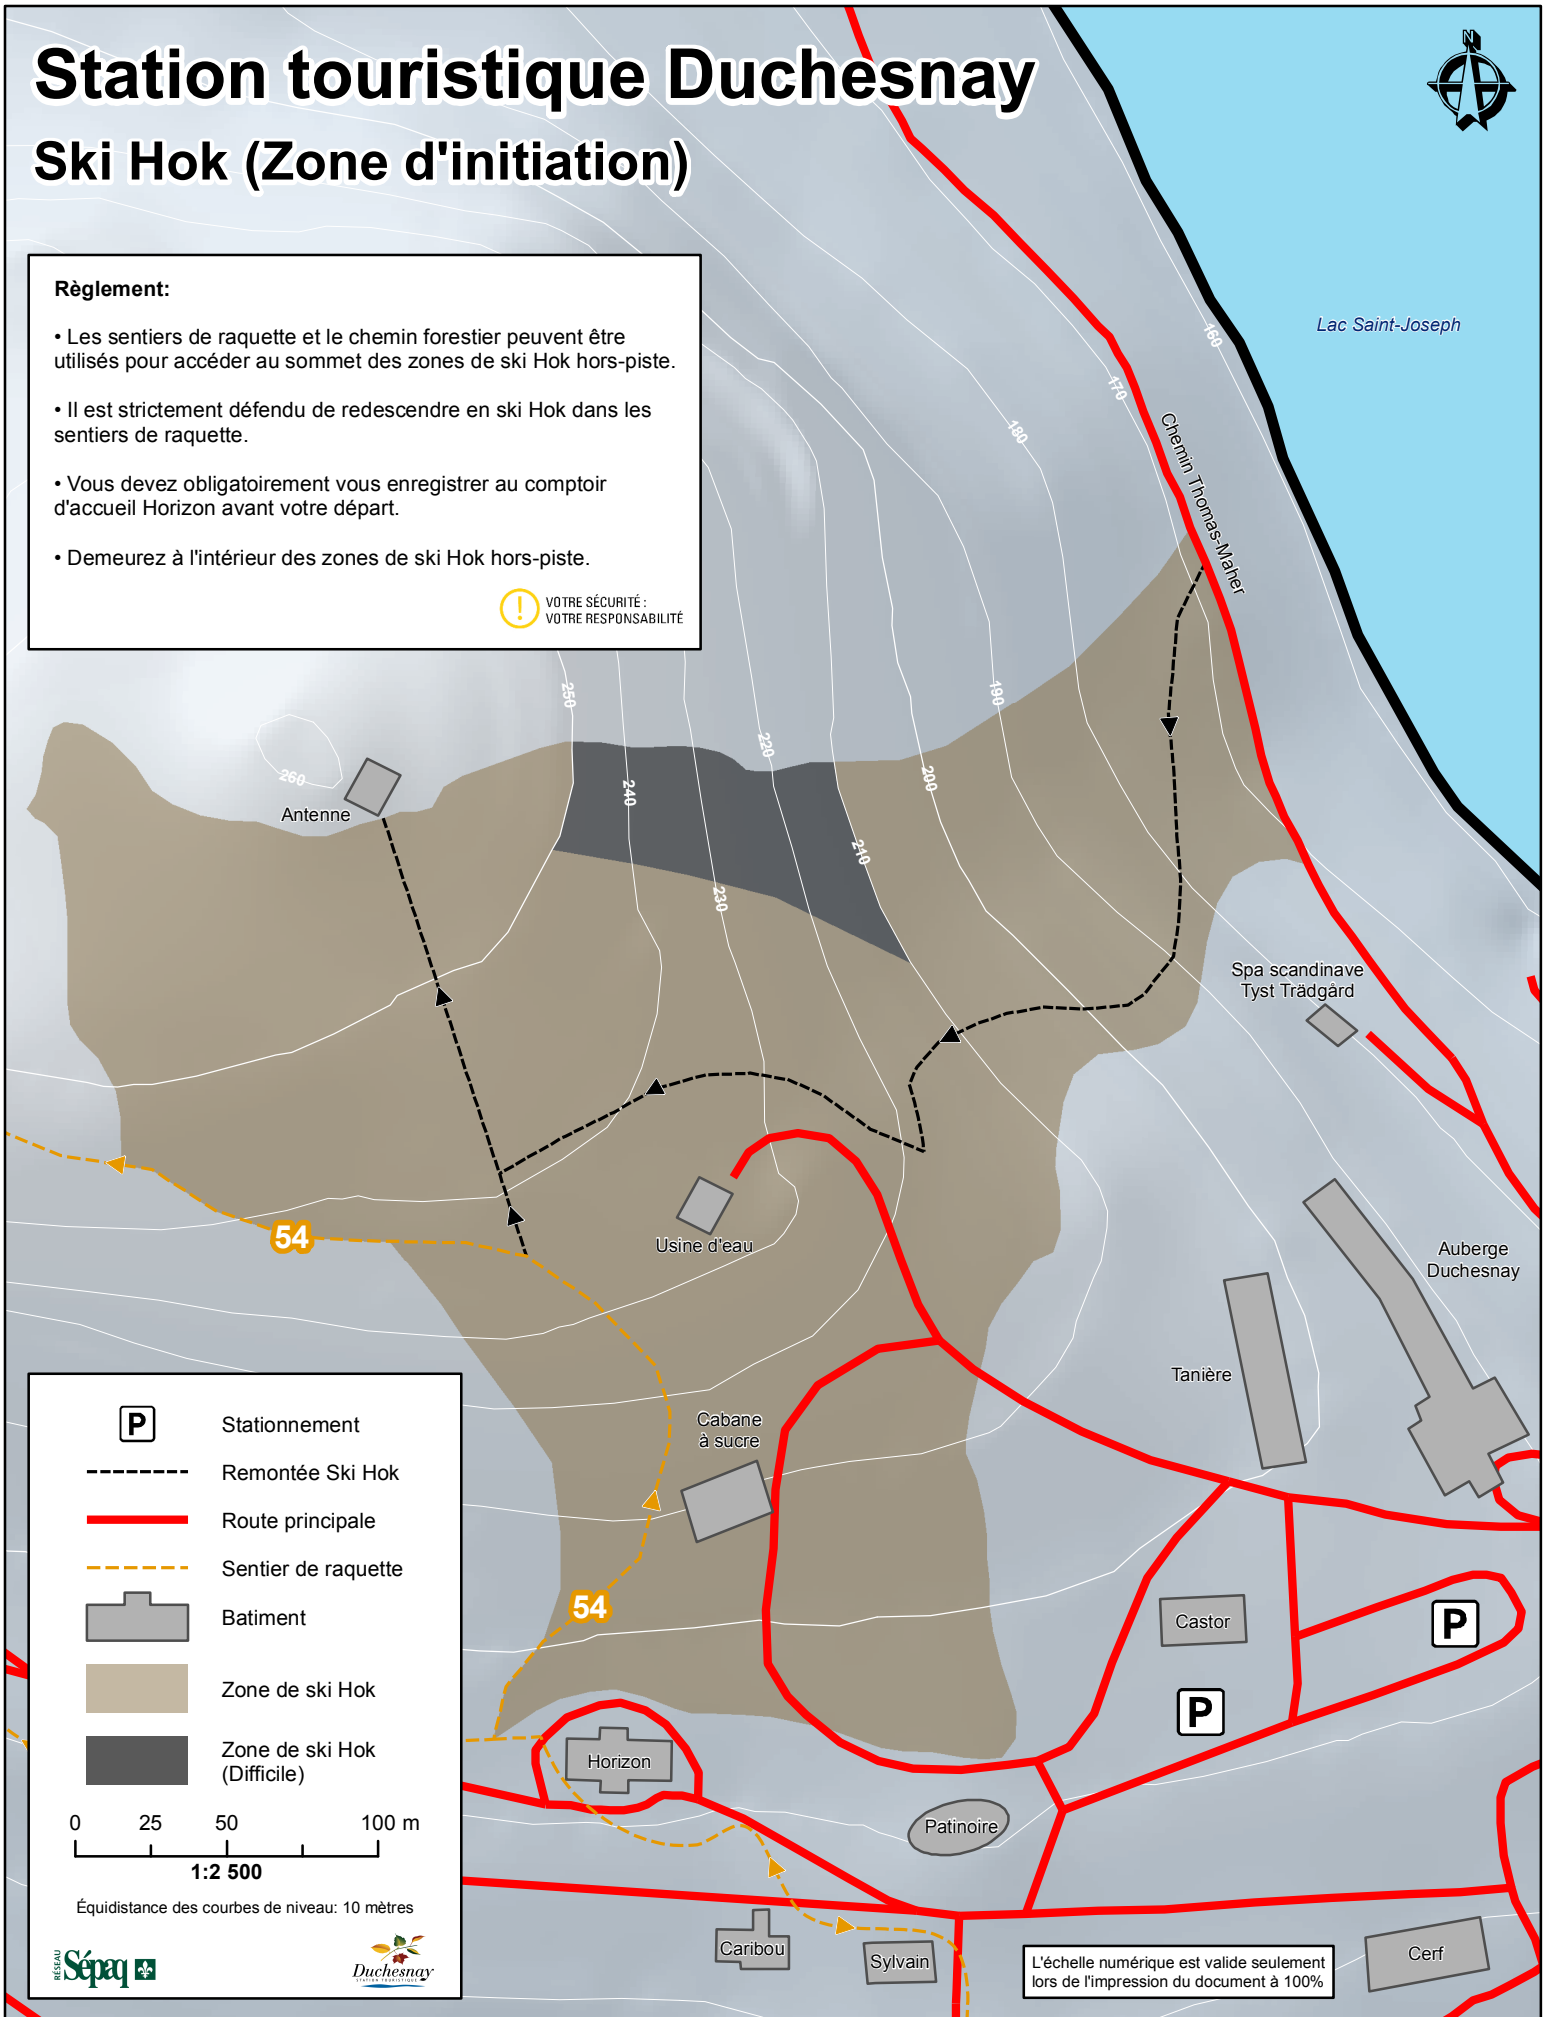 Station touristique Duchesnay
Ski Hok (Zone d'initiation)
N
Règlement:
• Les sentiers de raquette et le chemin forestier peuvent être
utilisés pour accéder au sommet des zones de ski Hok hors-piste.
• Il est strictement défendu de redescendre en ski Hok dans les
sentiers de raquette.
• Vous devez obligatoirement vous enregistrer au comptoir
d'accueil Horizon avant votre départ.
• Demeurez à l'intérieur des zones de ski Hok hors-piste.
! VOTRE SÉCURITÉ :
VOTRE RESPONSABILITÉ
Lac Saint-Joseph
160
170
180
Chemin Thomas-Maher
250
190
220
260
240
200
Antenne
210
230
Spa scandinave
Tyst Trädgård
54
Usine d'eau
Auberge
Duchesnay
Tanière
Cabane
à sucre
54
Castor
P
P
Horizon
Patinoire
Caribou
Sylvain
Cerf
P Stationnement
Remontée Ski Hok
Route principale
Sentier de raquette
Batiment
Zone de ski Hok
Zone de ski Hok
(Difficile)
0 25 50 100 m
1:2 500
Équidistance des courbes de niveau: 10 mètres
RÉSEAU
Sépaq
Duchesnay
STATION TOURISTIQUE
L'échelle numérique est valide seulement
lors de l'impression du document à 100%